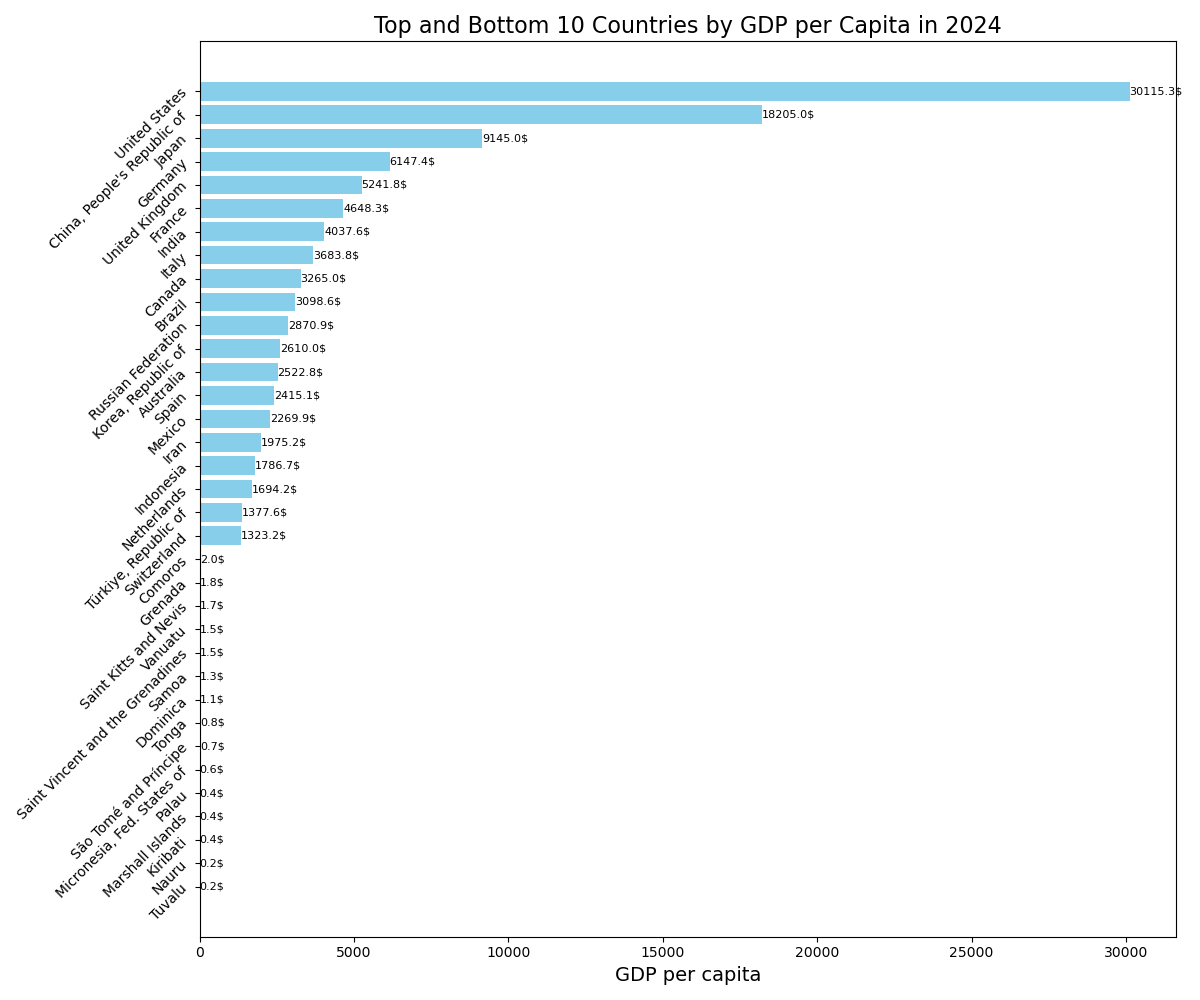 Top and Bottom 10 Countries by GDP per Capita in 2024
United States 30115.3$
China, People's Republic of 18205.0$
Japan 9145.0$
Germany 6147.4$
United Kingdom 5241.8$
France 4648.3$
India 4037.6$
Italy 3683.8$
Canada 3265.0$
Brazil 3098.6$
Russian Federation 2870.9$
Korea, Republic of 2610.0$
Australia 2522.8$
Spain 2415.1$
Mexico 2269.9$
Iran 1975.2$
Indonesia 1786.7$
Netherlands 1694.2$
Türkiye, Republic of 1377.6$
Switzerland 1323.2$
Comoros 2.0$
Grenada 1.8$
Saint Kitts and Nevis 1.7$
Vanuatu 1.5$
Saint Vincent and the Grenadines 1.5$
Samoa 1.3$
Dominica 1.1$
Tonga 0.8$
São Tomé and Príncipe 0.7$
Micronesia, Fed. States of 0.6$
Palau 0.4$
Marshall Islands 0.4$
Kiribati 0.4$
Nauru 0.2$
Tuvalu 0.2$
0 5000 10000 15000 20000 25000 30000
GDP per capita